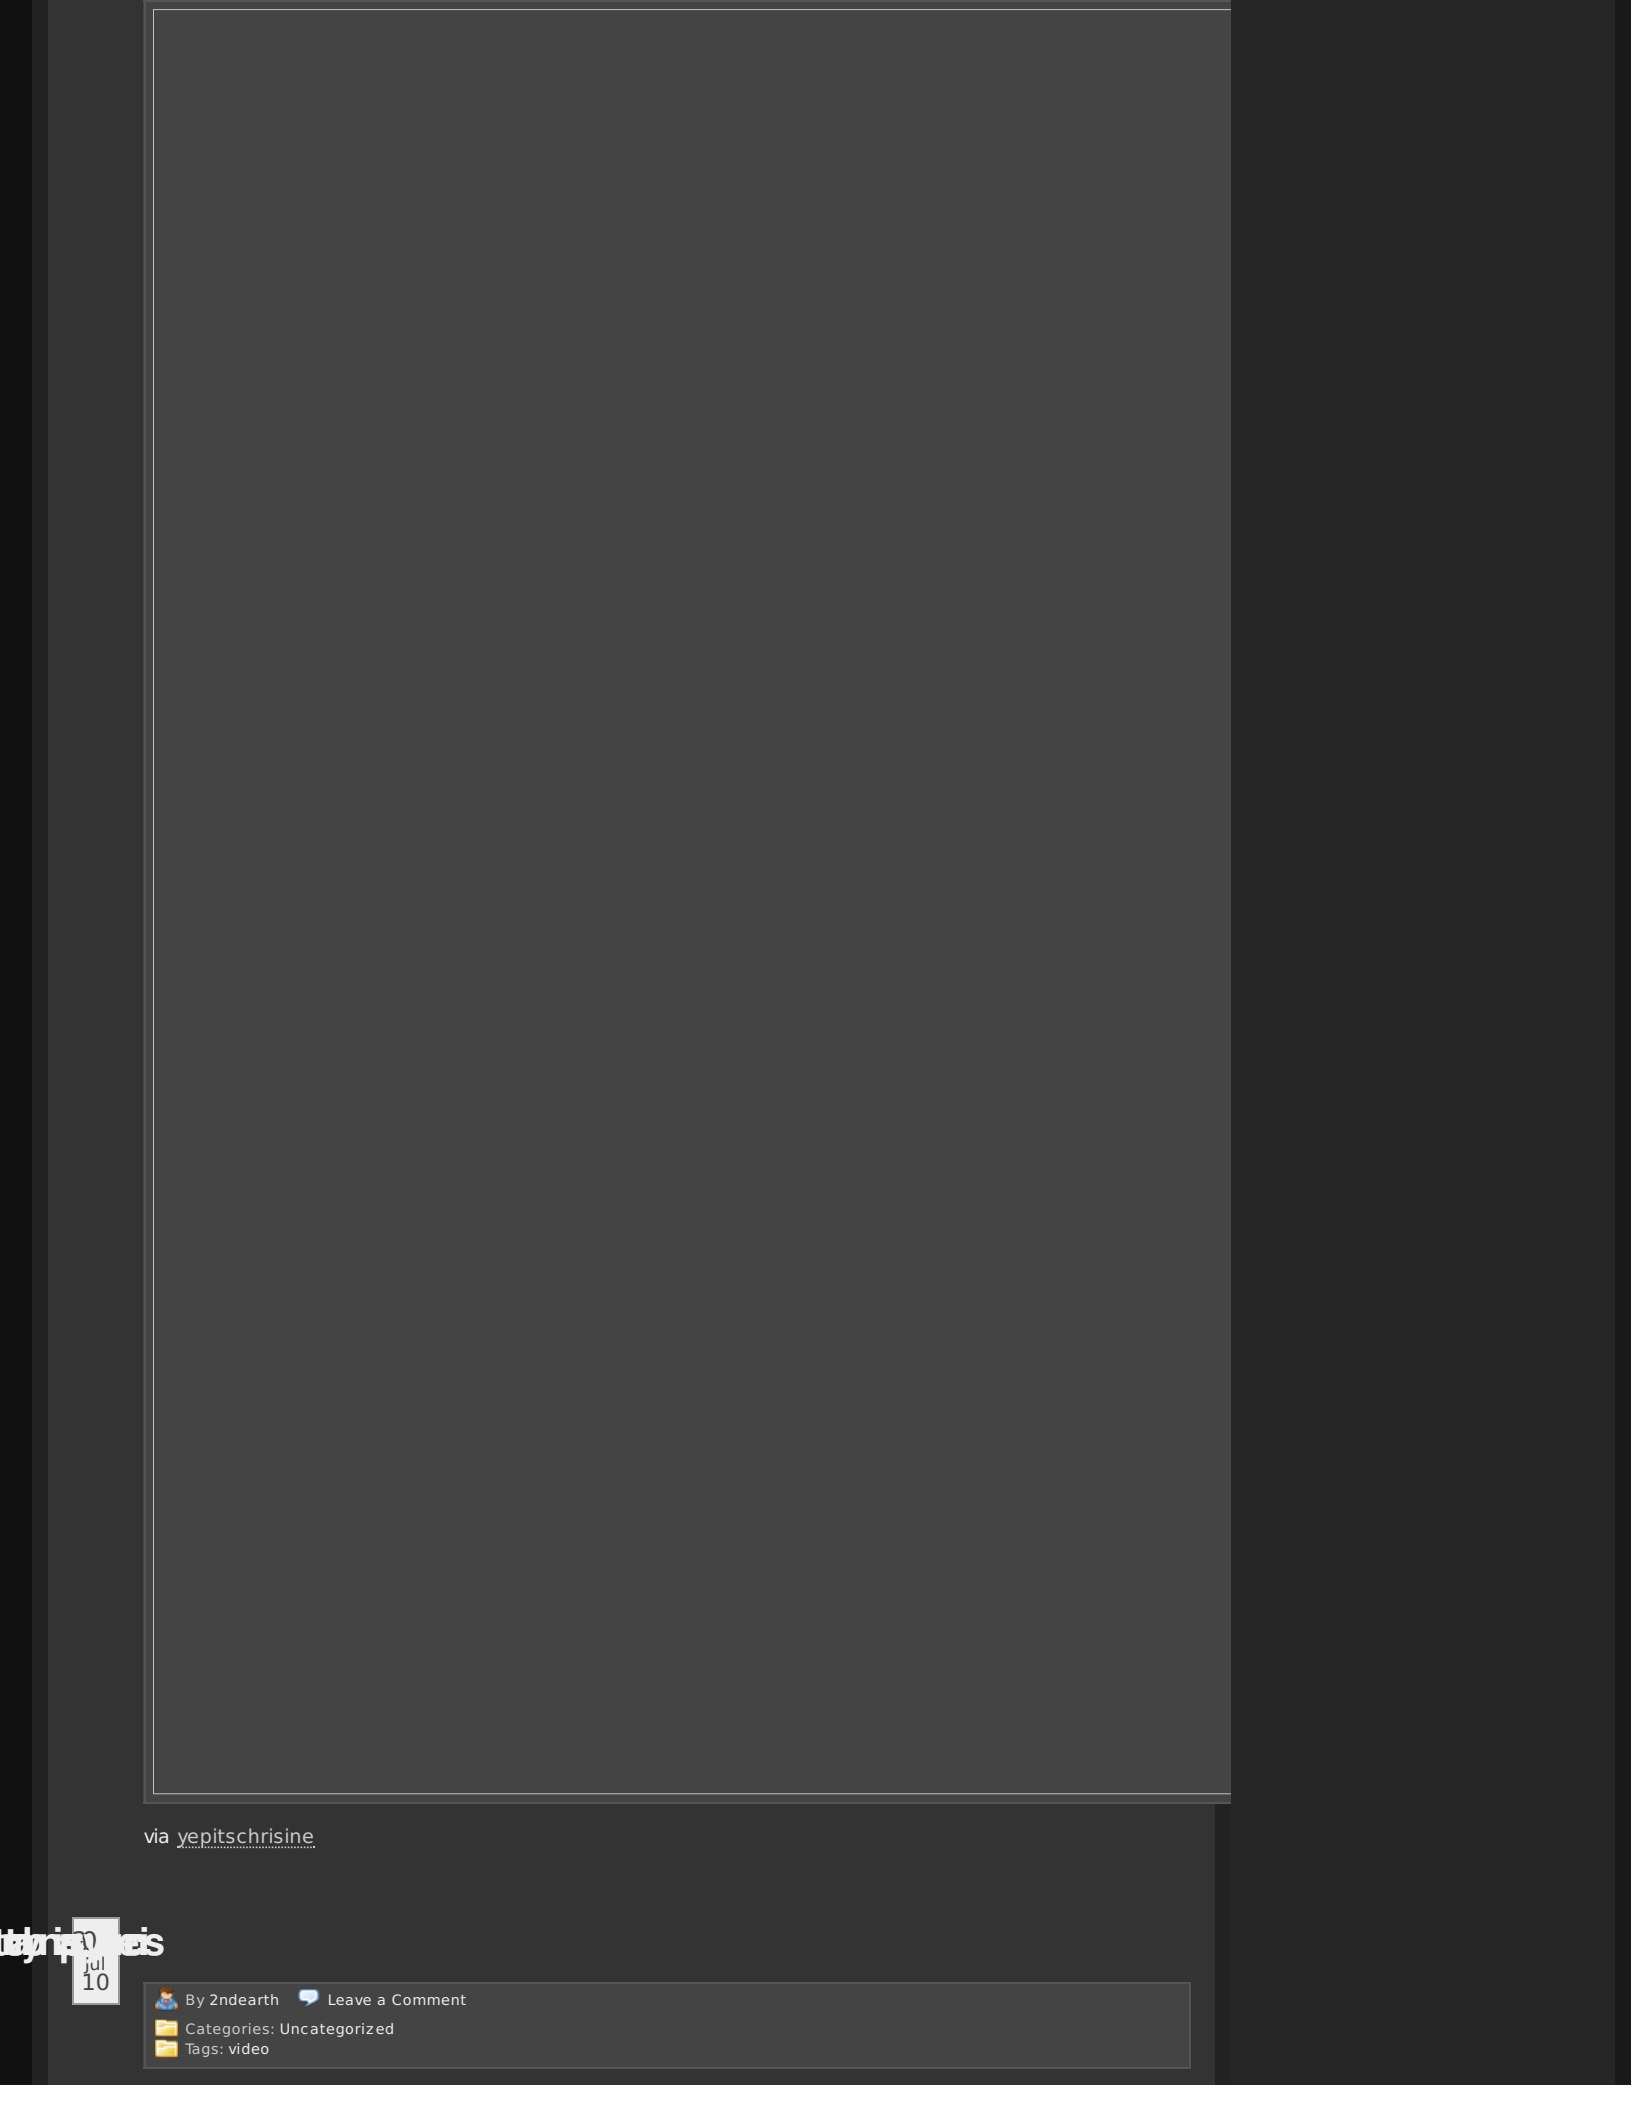 via yepitschrisine
jul
10
By 2ndearth Leave a Comment
Categories: Uncategorized
Tags: video